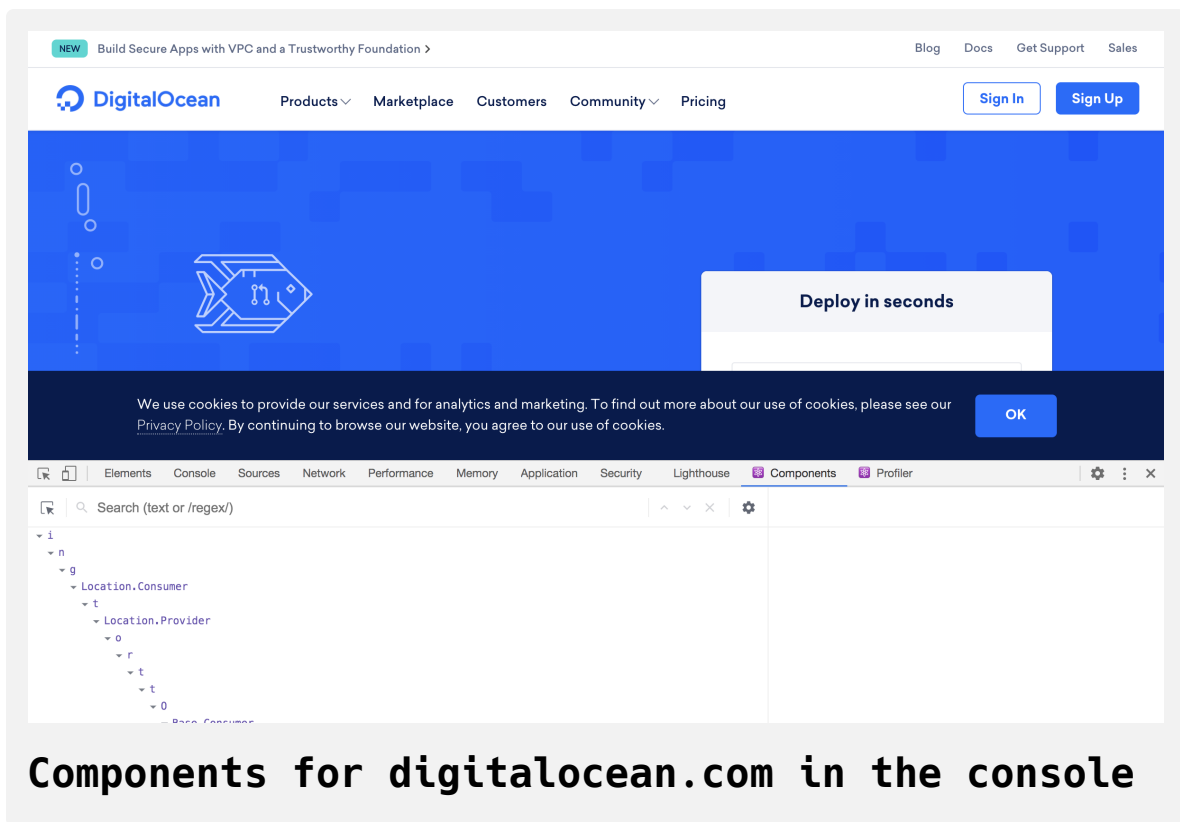 NEW Build Secure Apps with VPC and a Trustworthy Foundation > Blog Docs Get Support Sales
DigitalOcean Products Marketplace Customers Community Pricing Sign In Sign Up
Deploy in seconds
We use cookies to provide our services and for analytics and marketing. To find out more about our use of cookies, please see our
Privacy Policy. By continuing to browse our website, you agree to our use of cookies.
OK
Elements Console Sources Network Performance Memory Application Security Lighthouse Components Profiler
Search (text or /regex/)
i
n
g
Location.Consumer
t
Location.Provider
o
r
t
t
O
Base.Consumer
Components for digitalocean.com in the console